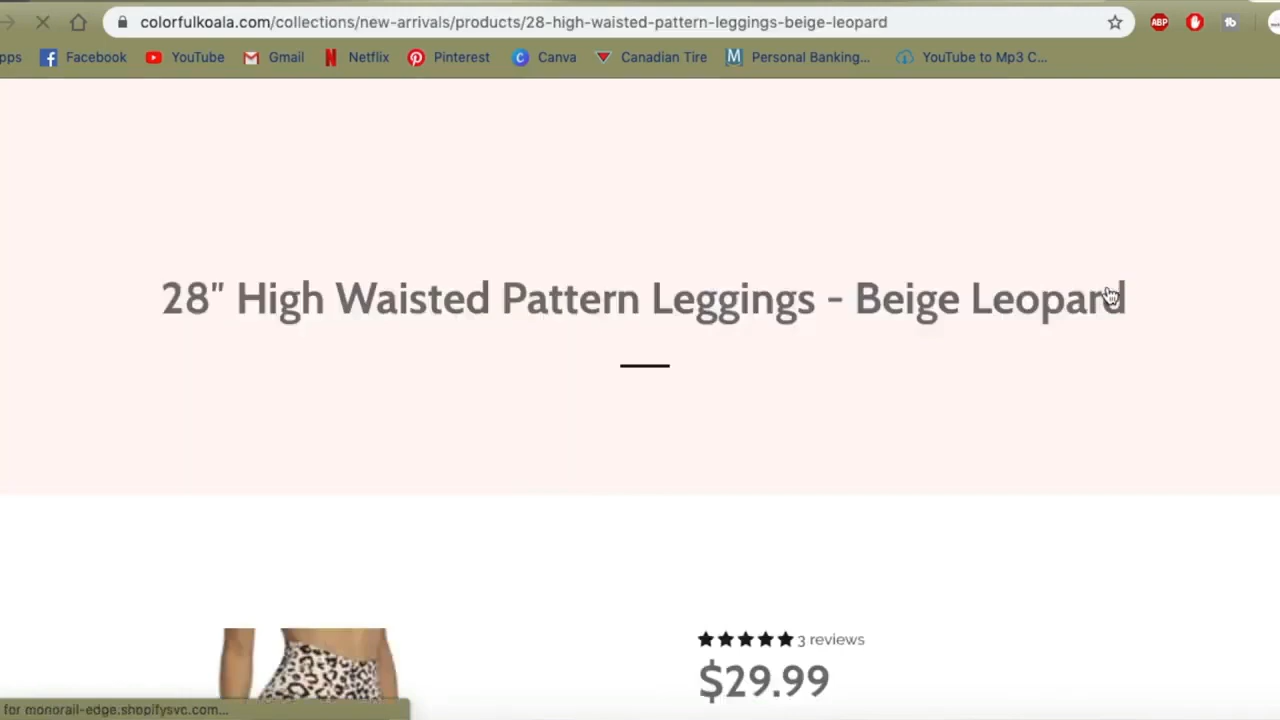 colorfulkoala.com/collections/new-arrivals/products/28-high-waisted-pattern-leggings-beige-leopard
ABP
pps Facebook YouTube Gmail Netflix Pinterest Canva Canadian Tire Personal Banking... YouTube to Mp3 C...
28" High Waisted Pattern Leggings - Beige Leopard
3 reviews
$29.99
for monorail-edge.shopifysvc.com...